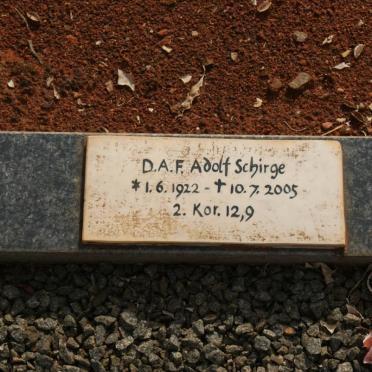 D.A.F. Adolf Schirge
* 1.6.1922 - † 10.7.2005
2. Kor. 12,9